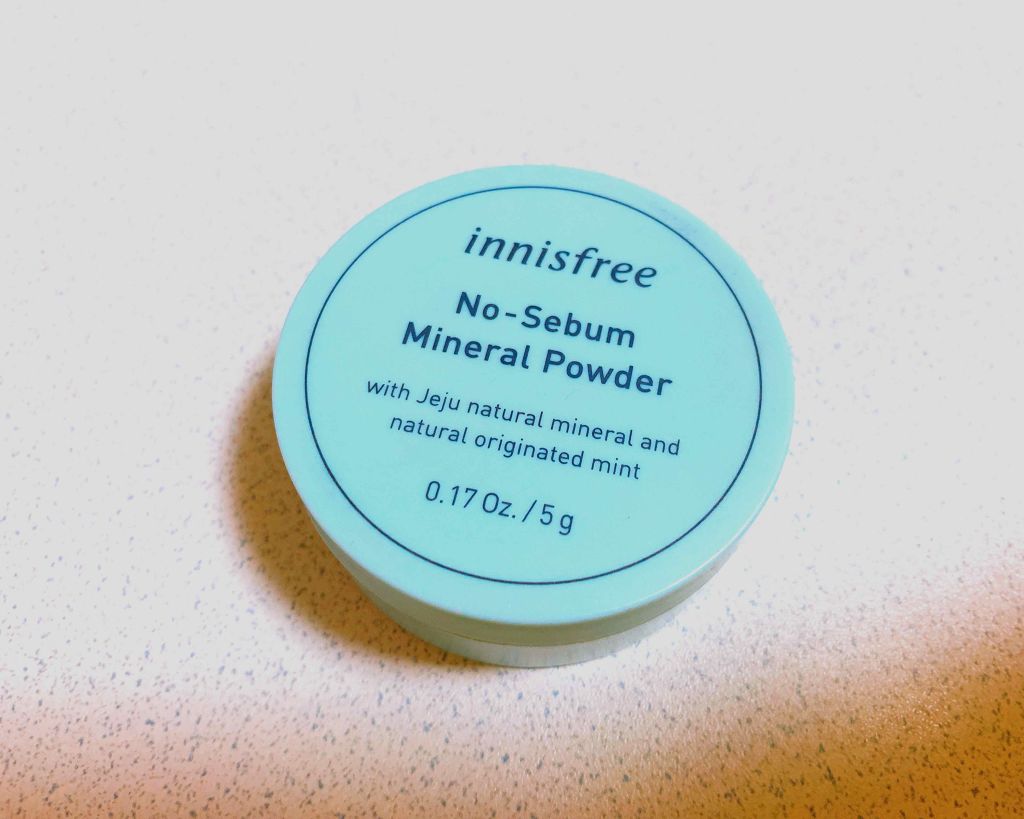 innisfree
No-Sebum
Mineral Powder
with Jeju natural mineral and
natural originated mint
0.17 Oz. / 5 g